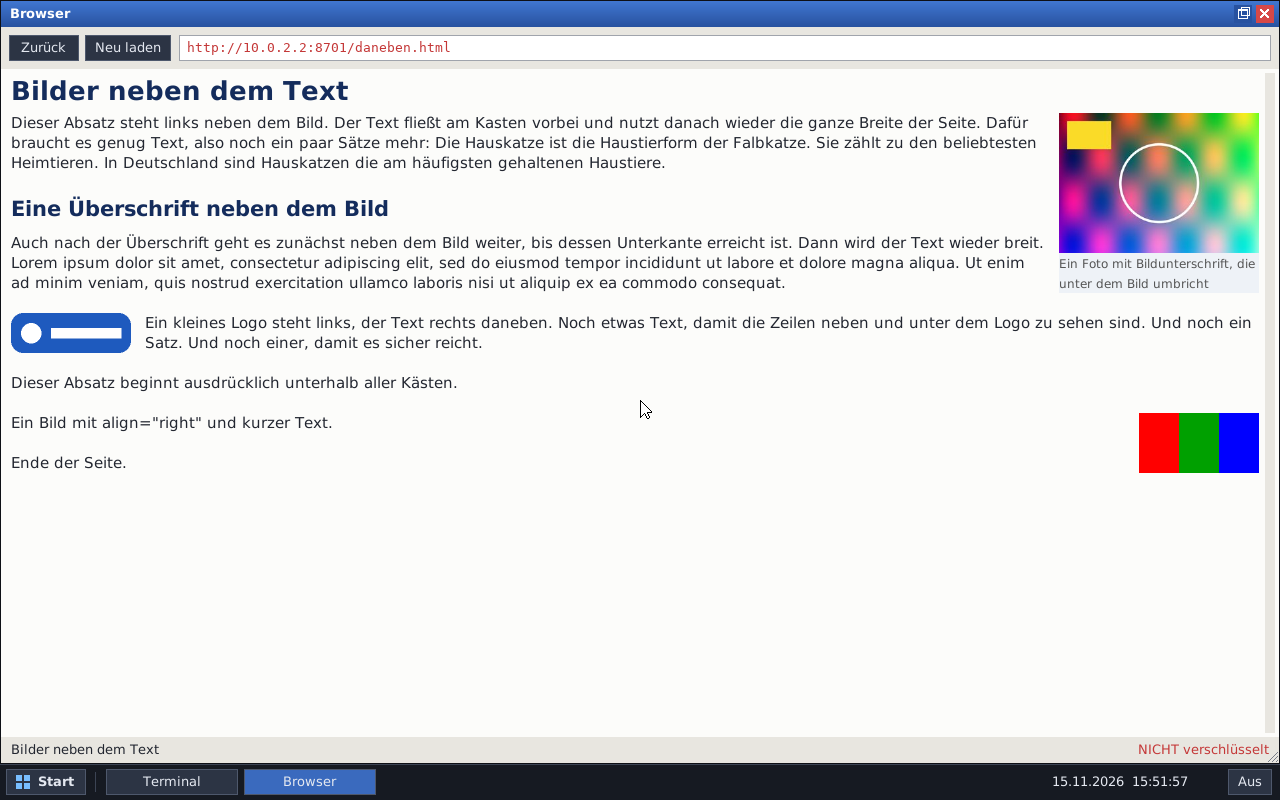 Browser
Zurück
Neu laden
http://10.0.2.2:8701/daneben.html
Bilder neben dem Text
Dieser Absatz steht links neben dem Bild. Der Text fließt am Kasten vorbei und nutzt danach wieder die ganze Breite der Seite. Dafür
braucht es genug Text, also noch ein paar Sätze mehr: Die Hauskatze ist die Haustierform der Falbkatze. Sie zählt zu den beliebtesten
Heimtieren. In Deutschland sind Hauskatzen die am häufigsten gehaltenen Haustiere.
Eine Überschrift neben dem Bild
Auch nach der Überschrift geht es zunächst neben dem Bild weiter, bis dessen Unterkante erreicht ist. Dann wird der Text wieder breit.
Lorem ipsum dolor sit amet, consectetur adipiscing elit, sed do eiusmod tempor incididunt ut labore et dolore magna aliqua. Ut enim
ad minim veniam, quis nostrud exercitation ullamco laboris nisi ut aliquip ex ea commodo consequat.
Ein Foto mit Bildunterschrift, die
unter dem Bild umbricht
Ein kleines Logo steht links, der Text rechts daneben. Noch etwas Text, damit die Zeilen neben und unter dem Logo zu sehen sind. Und noch ein
Satz. Und noch einer, damit es sicher reicht.
Dieser Absatz beginnt ausdrücklich unterhalb aller Kästen.
Ein Bild mit align="right" und kurzer Text.
Ende der Seite.
Bilder neben dem Text
NICHT verschlüsselt
Start
Terminal
Browser
15.11.2026 15:51:57
Aus